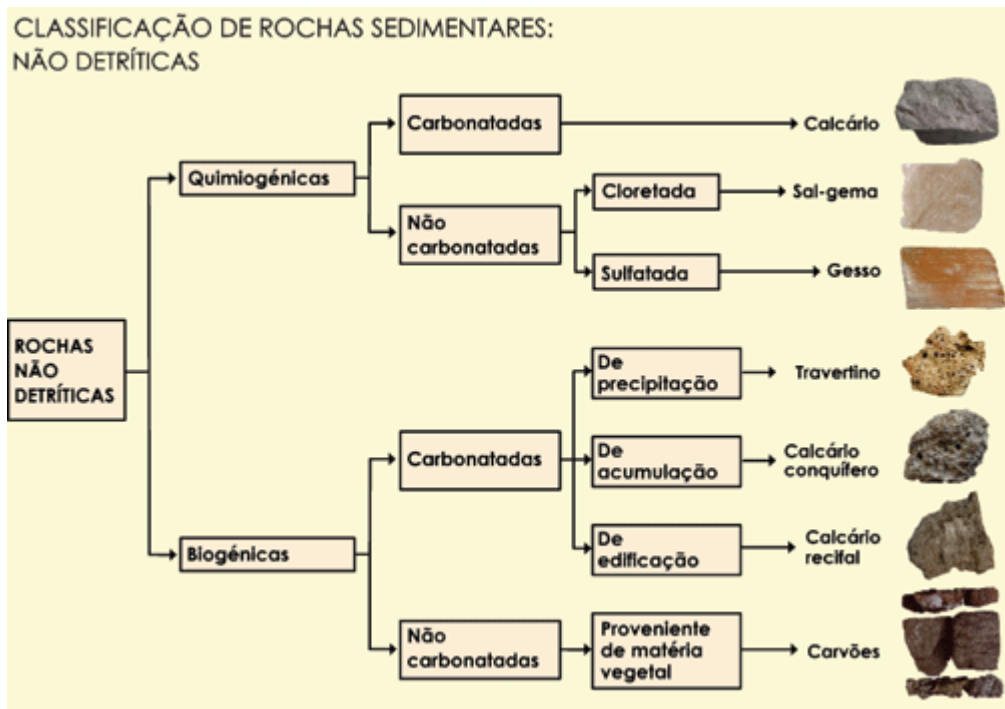 CLASSIFICAÇÃO DE ROCHAS SEDIMENTARES:
NÃO DETRÍTICAS
ROCHAS
NÃO
DETRÍTICAS
Quimiogénicas
Carbonatadas
Calcário
Não
carbonatadas
Cloretada
Sal-gema
Sulfatada
Gesso
Biogénicas
Carbonatadas
De
precipitação
Travertino
De
acumulação
Calcário
conquífero
De
edificação
Calcário
recifal
Não
carbonatadas
Proveniente
de matéria
vegetal
Carvões